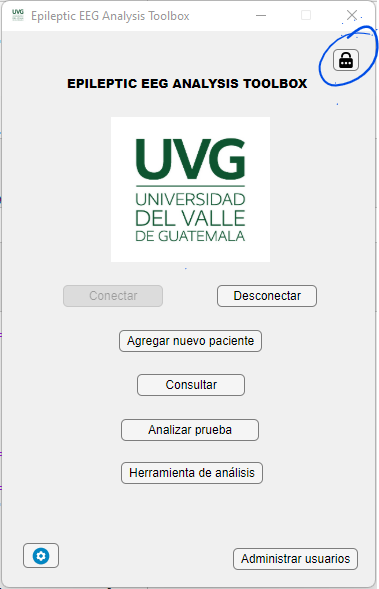 UVG
Epileptic EEG Analysis Toolbox
EPILEPTIC EEG ANALYSIS TOOLBOX
UVG
UNIVERSIDAD
DEL VALLE
DE GUATEMALA
Conectar
Desconectar
Agregar nuevo paciente
Consultar
Analizar prueba
Herramienta de análisis
Administrar usuarios